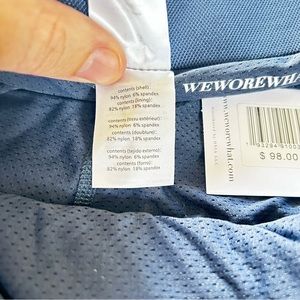 contents (shell):
94% nylon 6% spandex
contents (lining):
82% nylon 18% spandex
contents (tissu extérieur):
94% nylon 6% spandex
contents (doublure):
82% nylon 18% spandex
contents (tejido externo):
94% nylon 6% spandex
contents (forro):
82% nylon 18% spandex
WEWOREWHA
www.weworewhat.com
$ 98.00